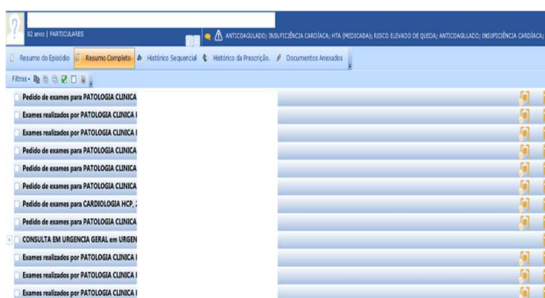 82 anos | PARTICULARES
ANTICOAGULADO; INSUFICIÊNCIA CARDÍACA; HTA (MEDICADA); RISCO ELEVADO DE QUEDA; ANTICOAGULADO; INSUFICIÊNCIA CARDÍACA;
Resumo do Episódio Resumo Completo Histórico Sequencial Histórico da Prescrição. Documentos Anexados
Filtros
Pedido de exames para PATOLOGIA CLINICA
Exames realizados por PATOLOGIA CLINICA
Exames realizados por PATOLOGIA CLINICA
Pedido de exames para PATOLOGIA CLINICA
Pedido de exames para PATOLOGIA CLINICA
Pedido de exames para PATOLOGIA CLINICA
Pedido de exames para CARDIOLOGIA HCP,
Pedido de exames para PATOLOGIA CLINICA
CONSULTA EM URGENCIA GERAL em URGEN
Exames realizados por PATOLOGIA CLINICA
Exames realizados por PATOLOGIA CLINICA
Exames realizados por PATOLOGIA CLINICA